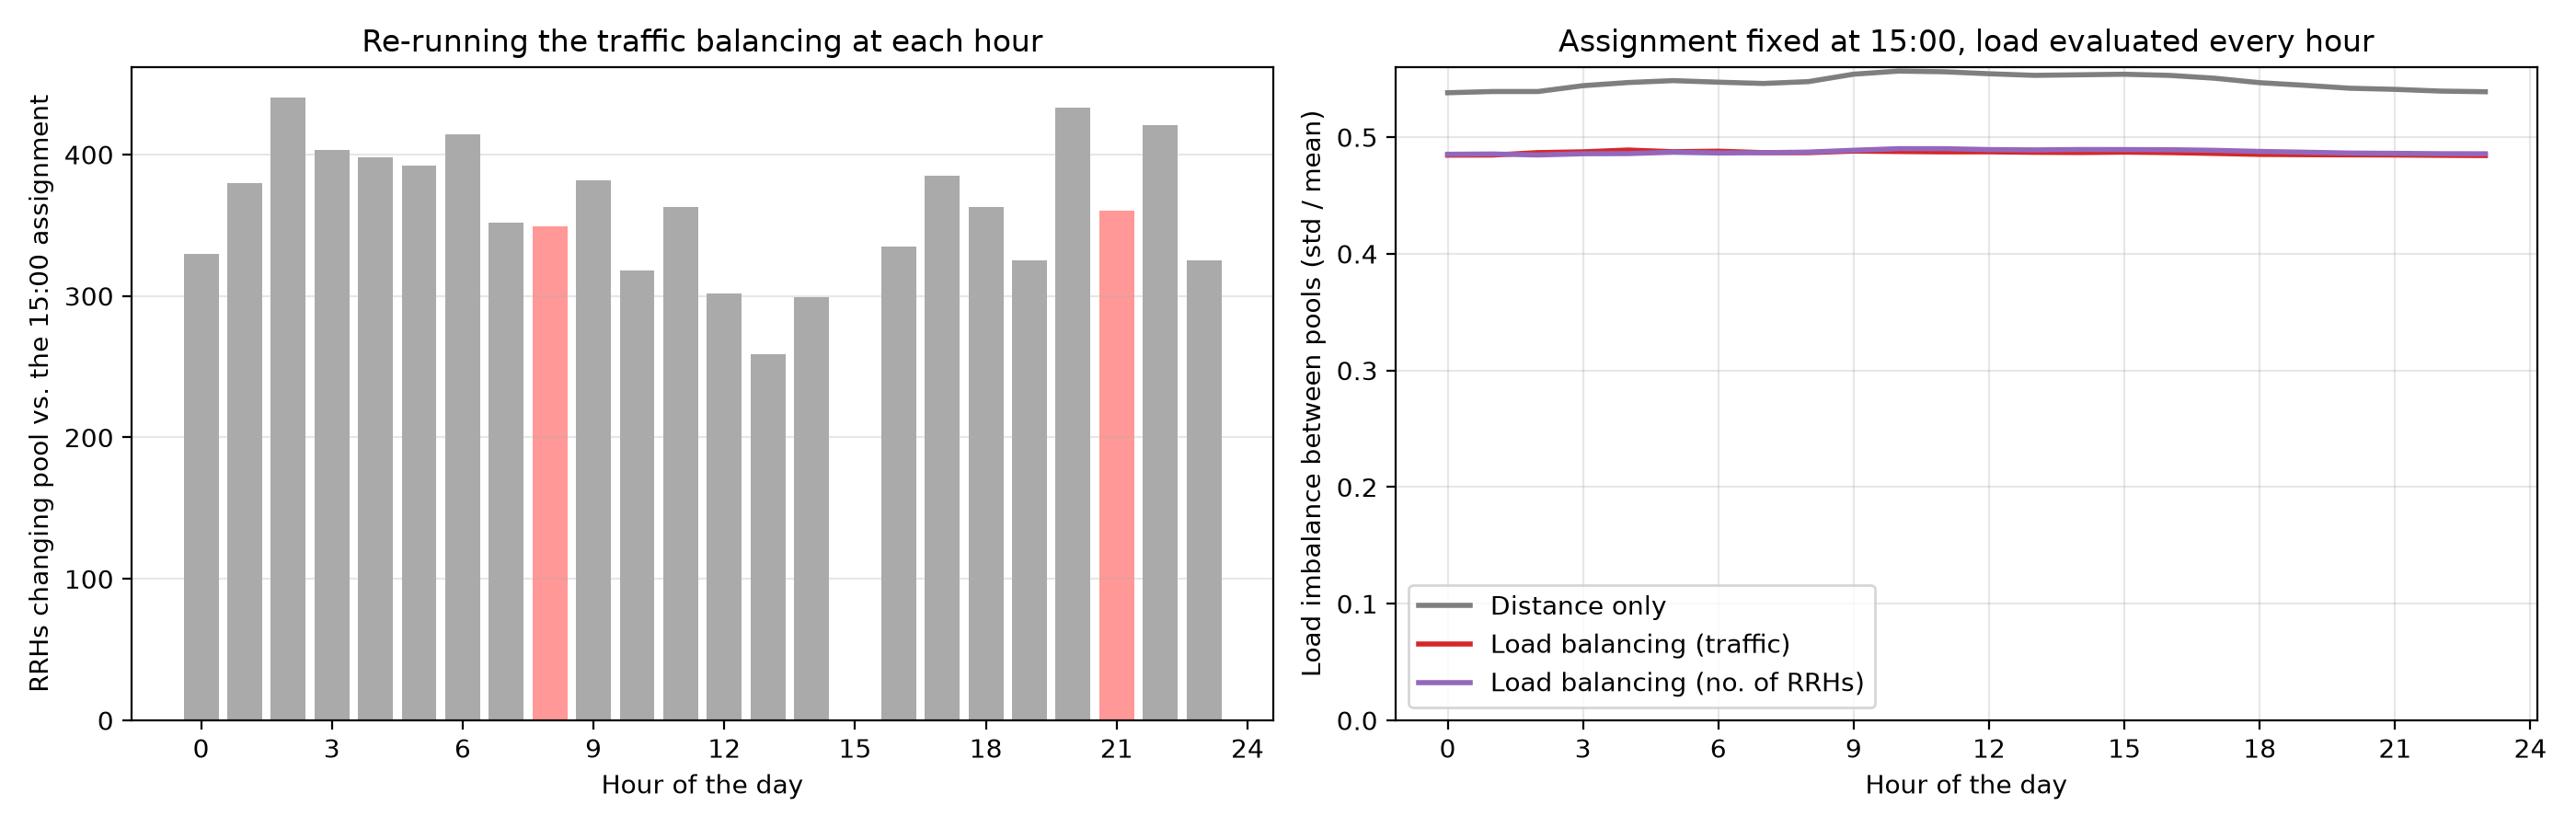 Re-running the traffic balancing at each hour
RRHs changing pool vs. the 15:00 assignment
400
300
200
100
0
0 3 6 9 12 15 18 21 24
Hour of the day
Assignment fixed at 15:00, load evaluated every hour
Load imbalance between pools (std / mean)
0.5
0.4
0.3
0.2
0.1
0.0
Distance only
Load balancing (traffic)
Load balancing (no. of RRHs)
0 3 6 9 12 15 18 21 24
Hour of the day